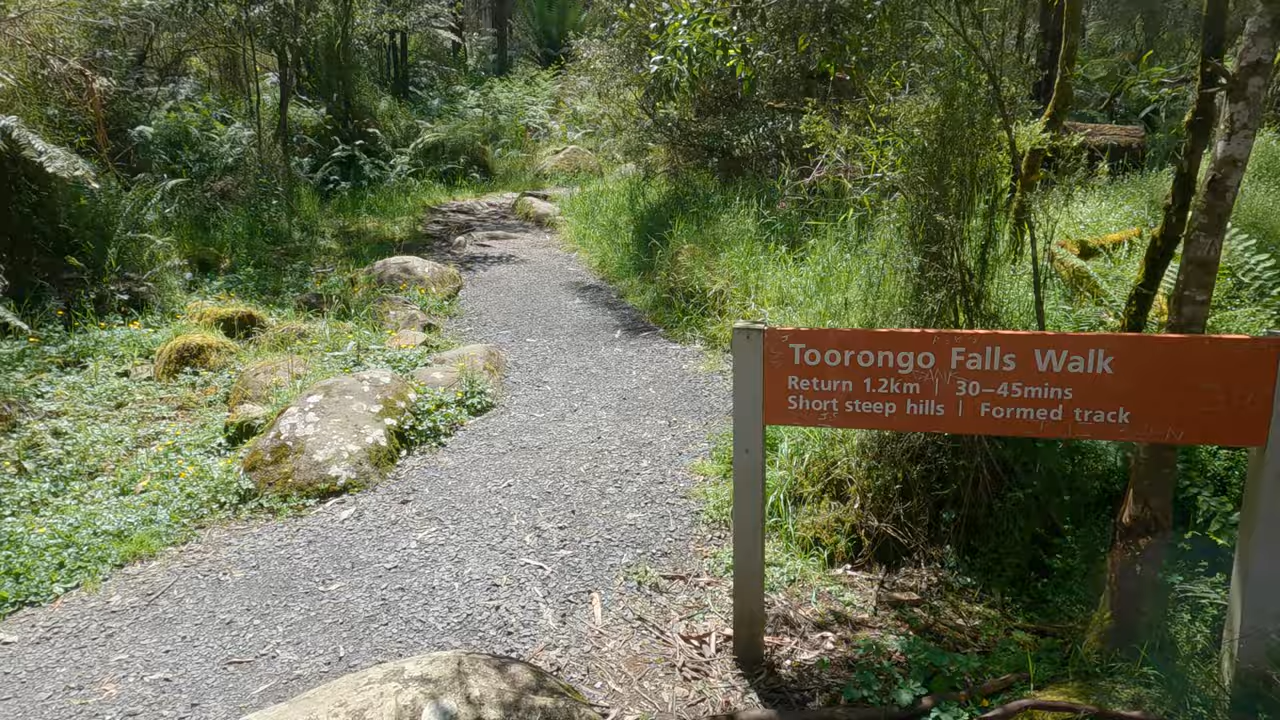 Toorongo Falls Walk
Return 1.2km | 30–45mins
Short steep hills | Formed track